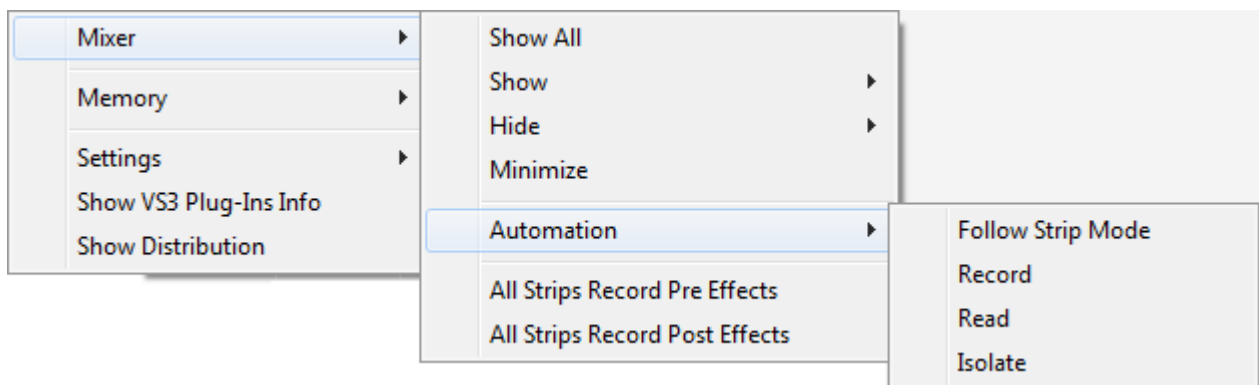 Mixer
Memory
Settings
Show VS3 Plug-Ins Info
Show Distribution
Show All
Show
Hide
Minimize
Automation
All Strips Record Pre Effects
All Strips Record Post Effects
Follow Strip Mode
Record
Read
Isolate